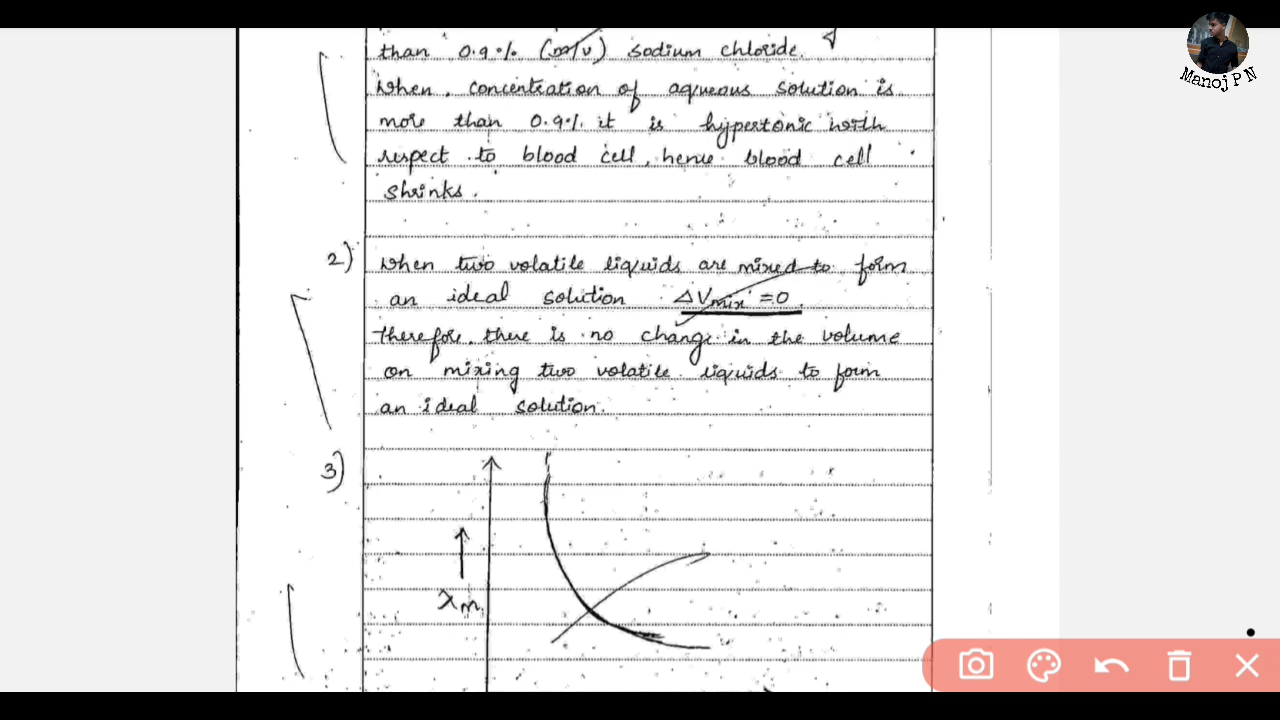 than 0.9% (m/v) sodium chloride.
When, concentration of aqueous solution is
more than 0.9% it is hypertonic with
respect to blood cell, hence blood cell
shrinks.
2) When two volatile liquids are mixed to form
an ideal solution ΔVmix = 0.
Therefore, there is no change in the volume
on mixing two volatile liquids to form
an ideal solution.
3)
λm
Manoj PN